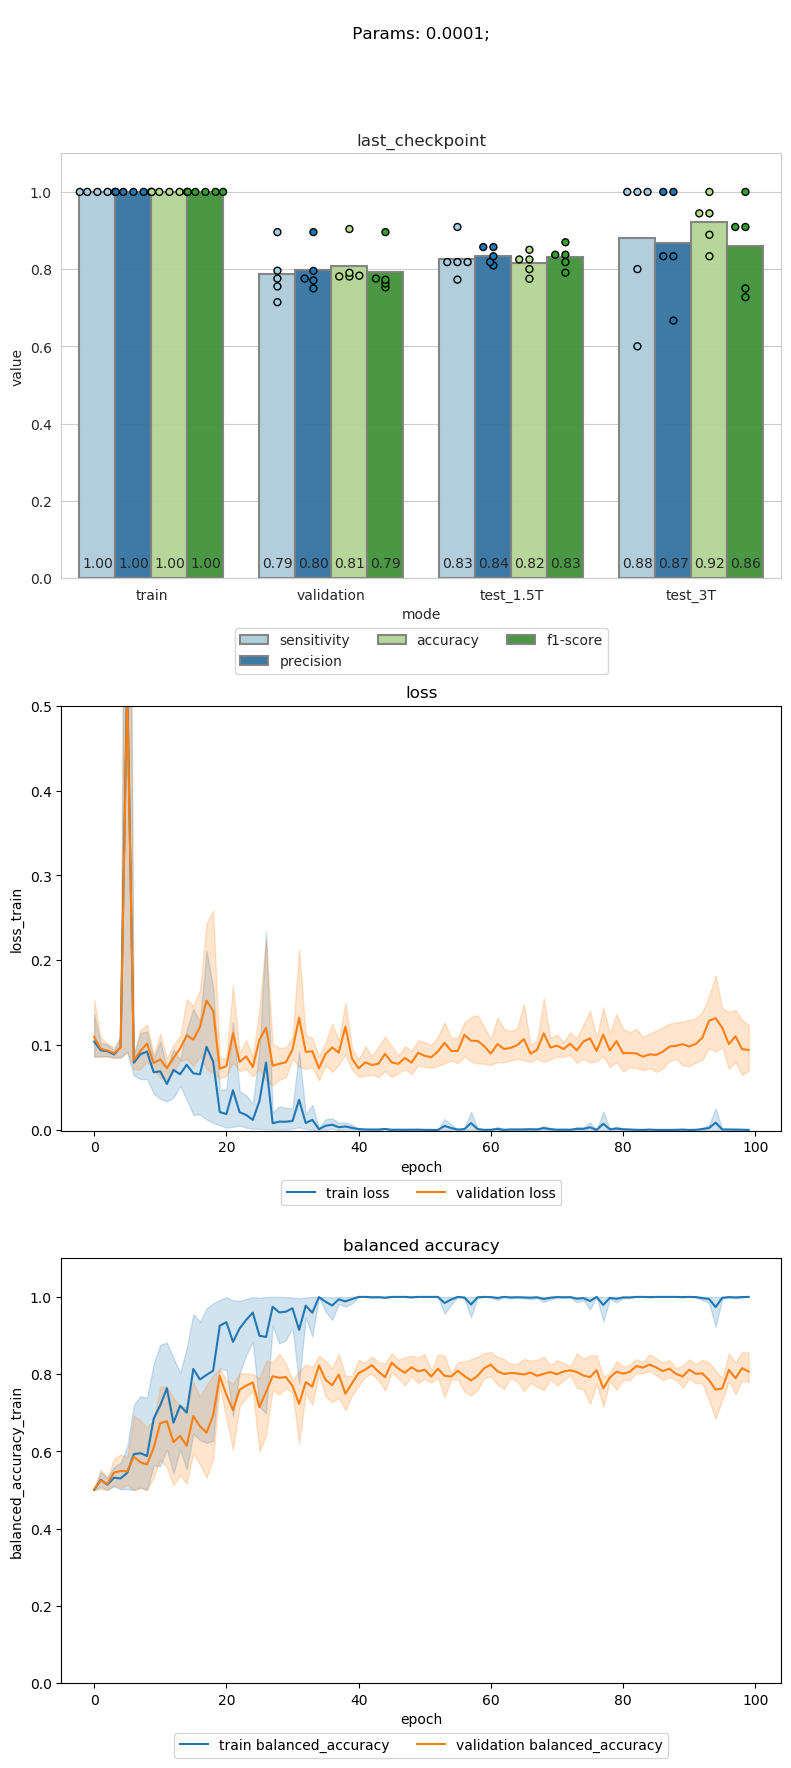 Params: 0.0001;
last_checkpoint
1.0
0.8
0.6
0.4
0.2
0.0
value
1.00 1.00 1.00 1.00 0.79 0.80 0.81 0.79 0.83 0.84 0.82 0.83 0.88 0.87 0.92 0.86
train validation test_1.5T test_3T
mode
sensitivity accuracy f1-score
precision
loss
0.5
0.4
0.3
0.2
0.1
0.0
loss_train
0 20 40 60 80 100
epoch
train loss validation loss
balanced accuracy
1.0
0.8
0.6
0.4
0.2
0.0
balanced_accuracy_train
0 20 40 60 80 100
epoch
train balanced_accuracy validation balanced_accuracy